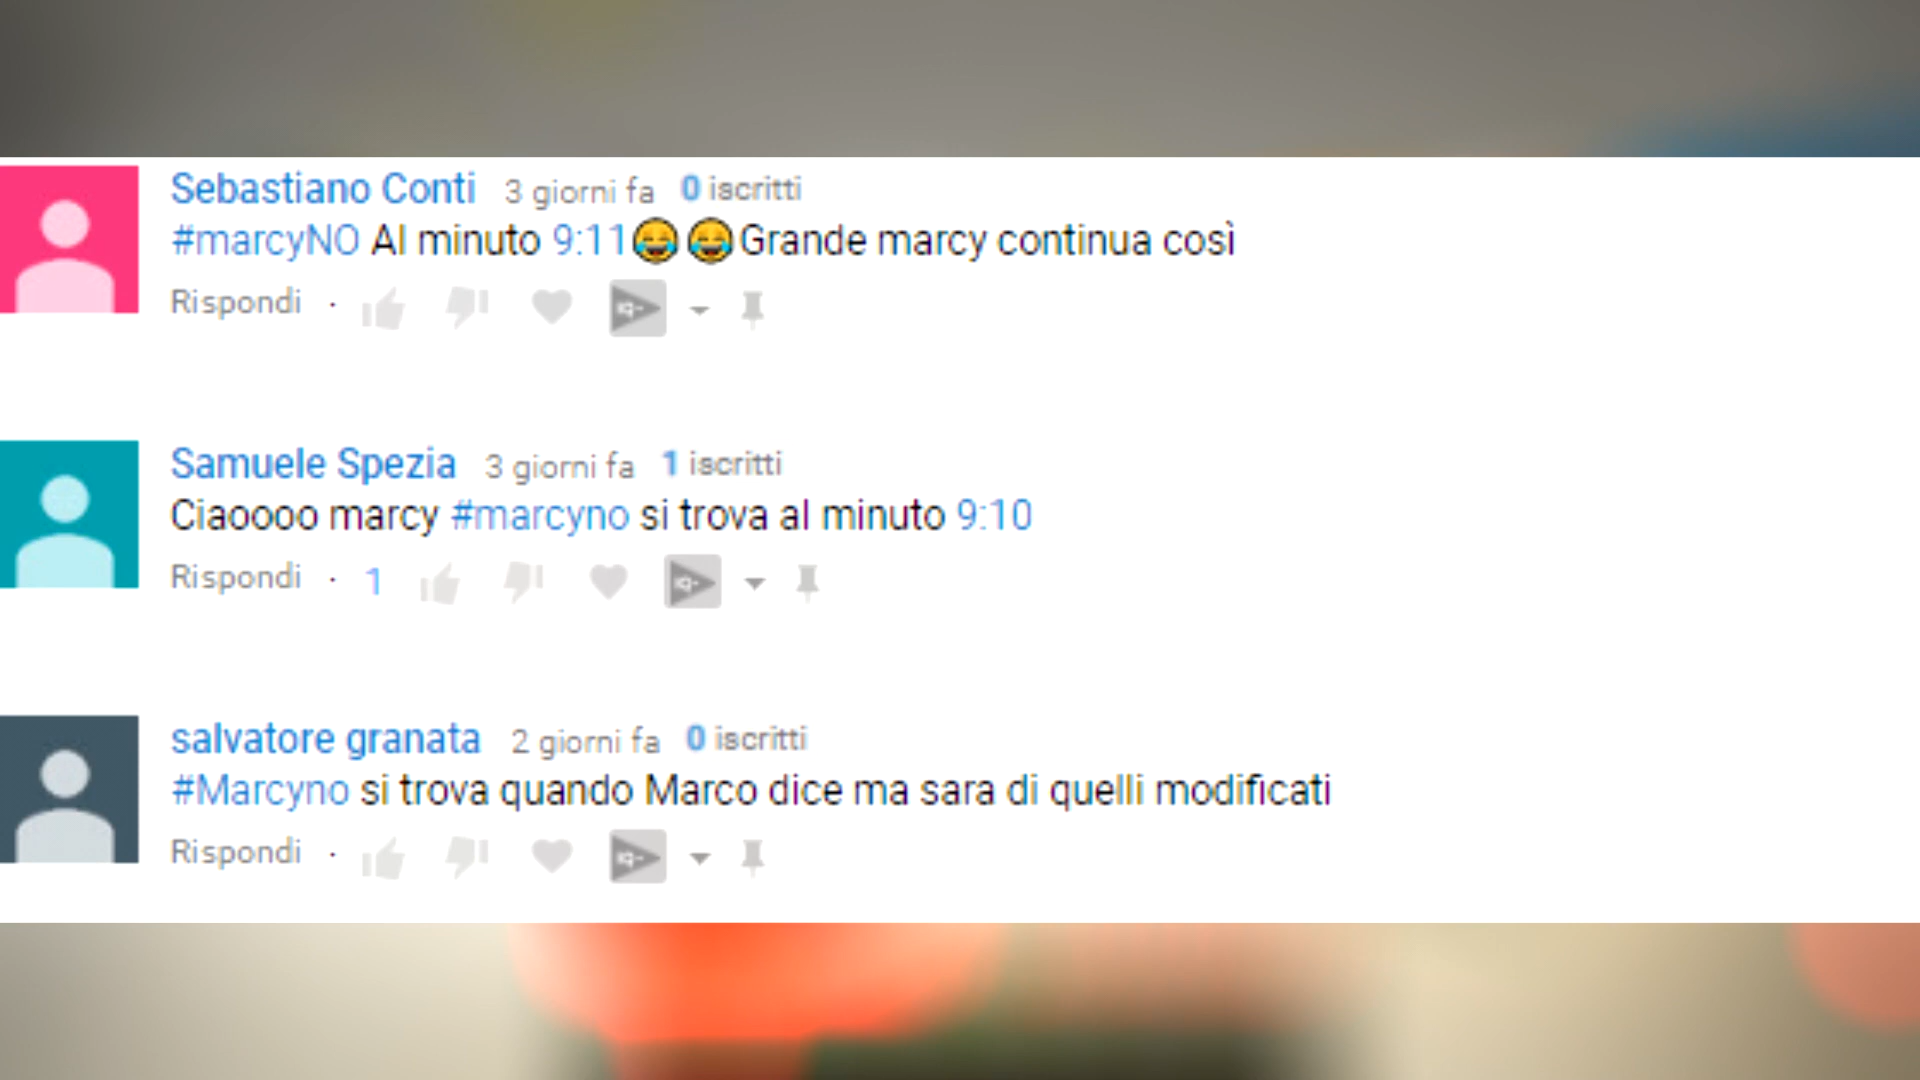 Sebastiano Conti 3 giorni fa 0 iscritti
#marcyNO Al minuto 9:11😂😂Grande marcy continua così
Rispondi ·
Samuele Spezia 3 giorni fa 1 iscritti
Ciaoooo marcy #marcyno si trova al minuto 9:10
Rispondi · 1
salvatore granata 2 giorni fa 0 iscritti
#Marcyno si trova quando Marco dice ma sara di quelli modificati
Rispondi ·